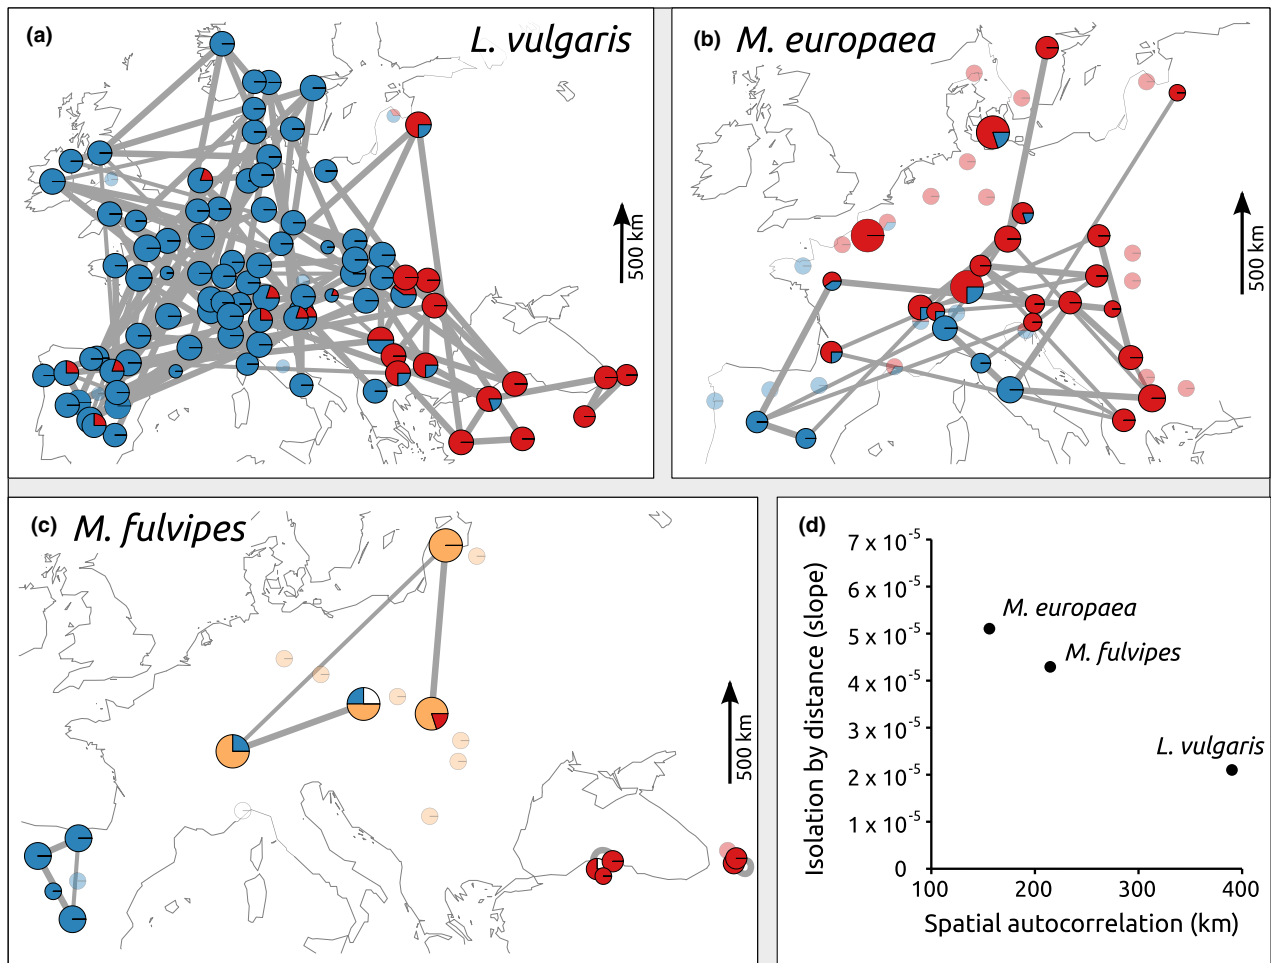 (a)
L. vulgaris
500 km
(b)
M. europaea
500 km
(c)
M. fulvipes
500 km
(d)
7 x 10⁻⁵
6 x 10⁻⁵
5 x 10⁻⁵
4 x 10⁻⁵
3 x 10⁻⁵
2 x 10⁻⁵
1 x 10⁻⁵
0
Isolation by distance (slope)
M. europaea
M. fulvipes
L. vulgaris
100
200
300
400
Spatial autocorrelation (km)